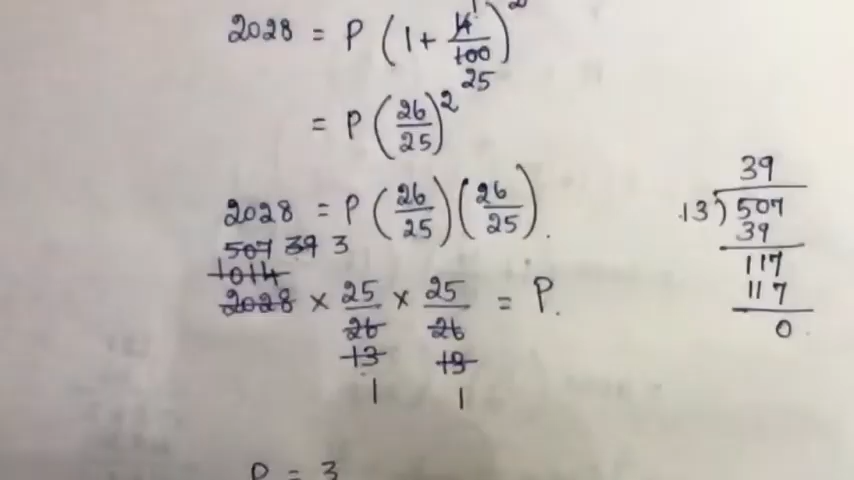 2028 = P (1 + 4/100)²
1
25
= P (26/25)²
2028 = P (26/25) (26/25).
507 39 3
1014
2028 × 25/26 × 25/26 = P.
13 13
1 1
P = 3
39
13) 507
39
117
117
0